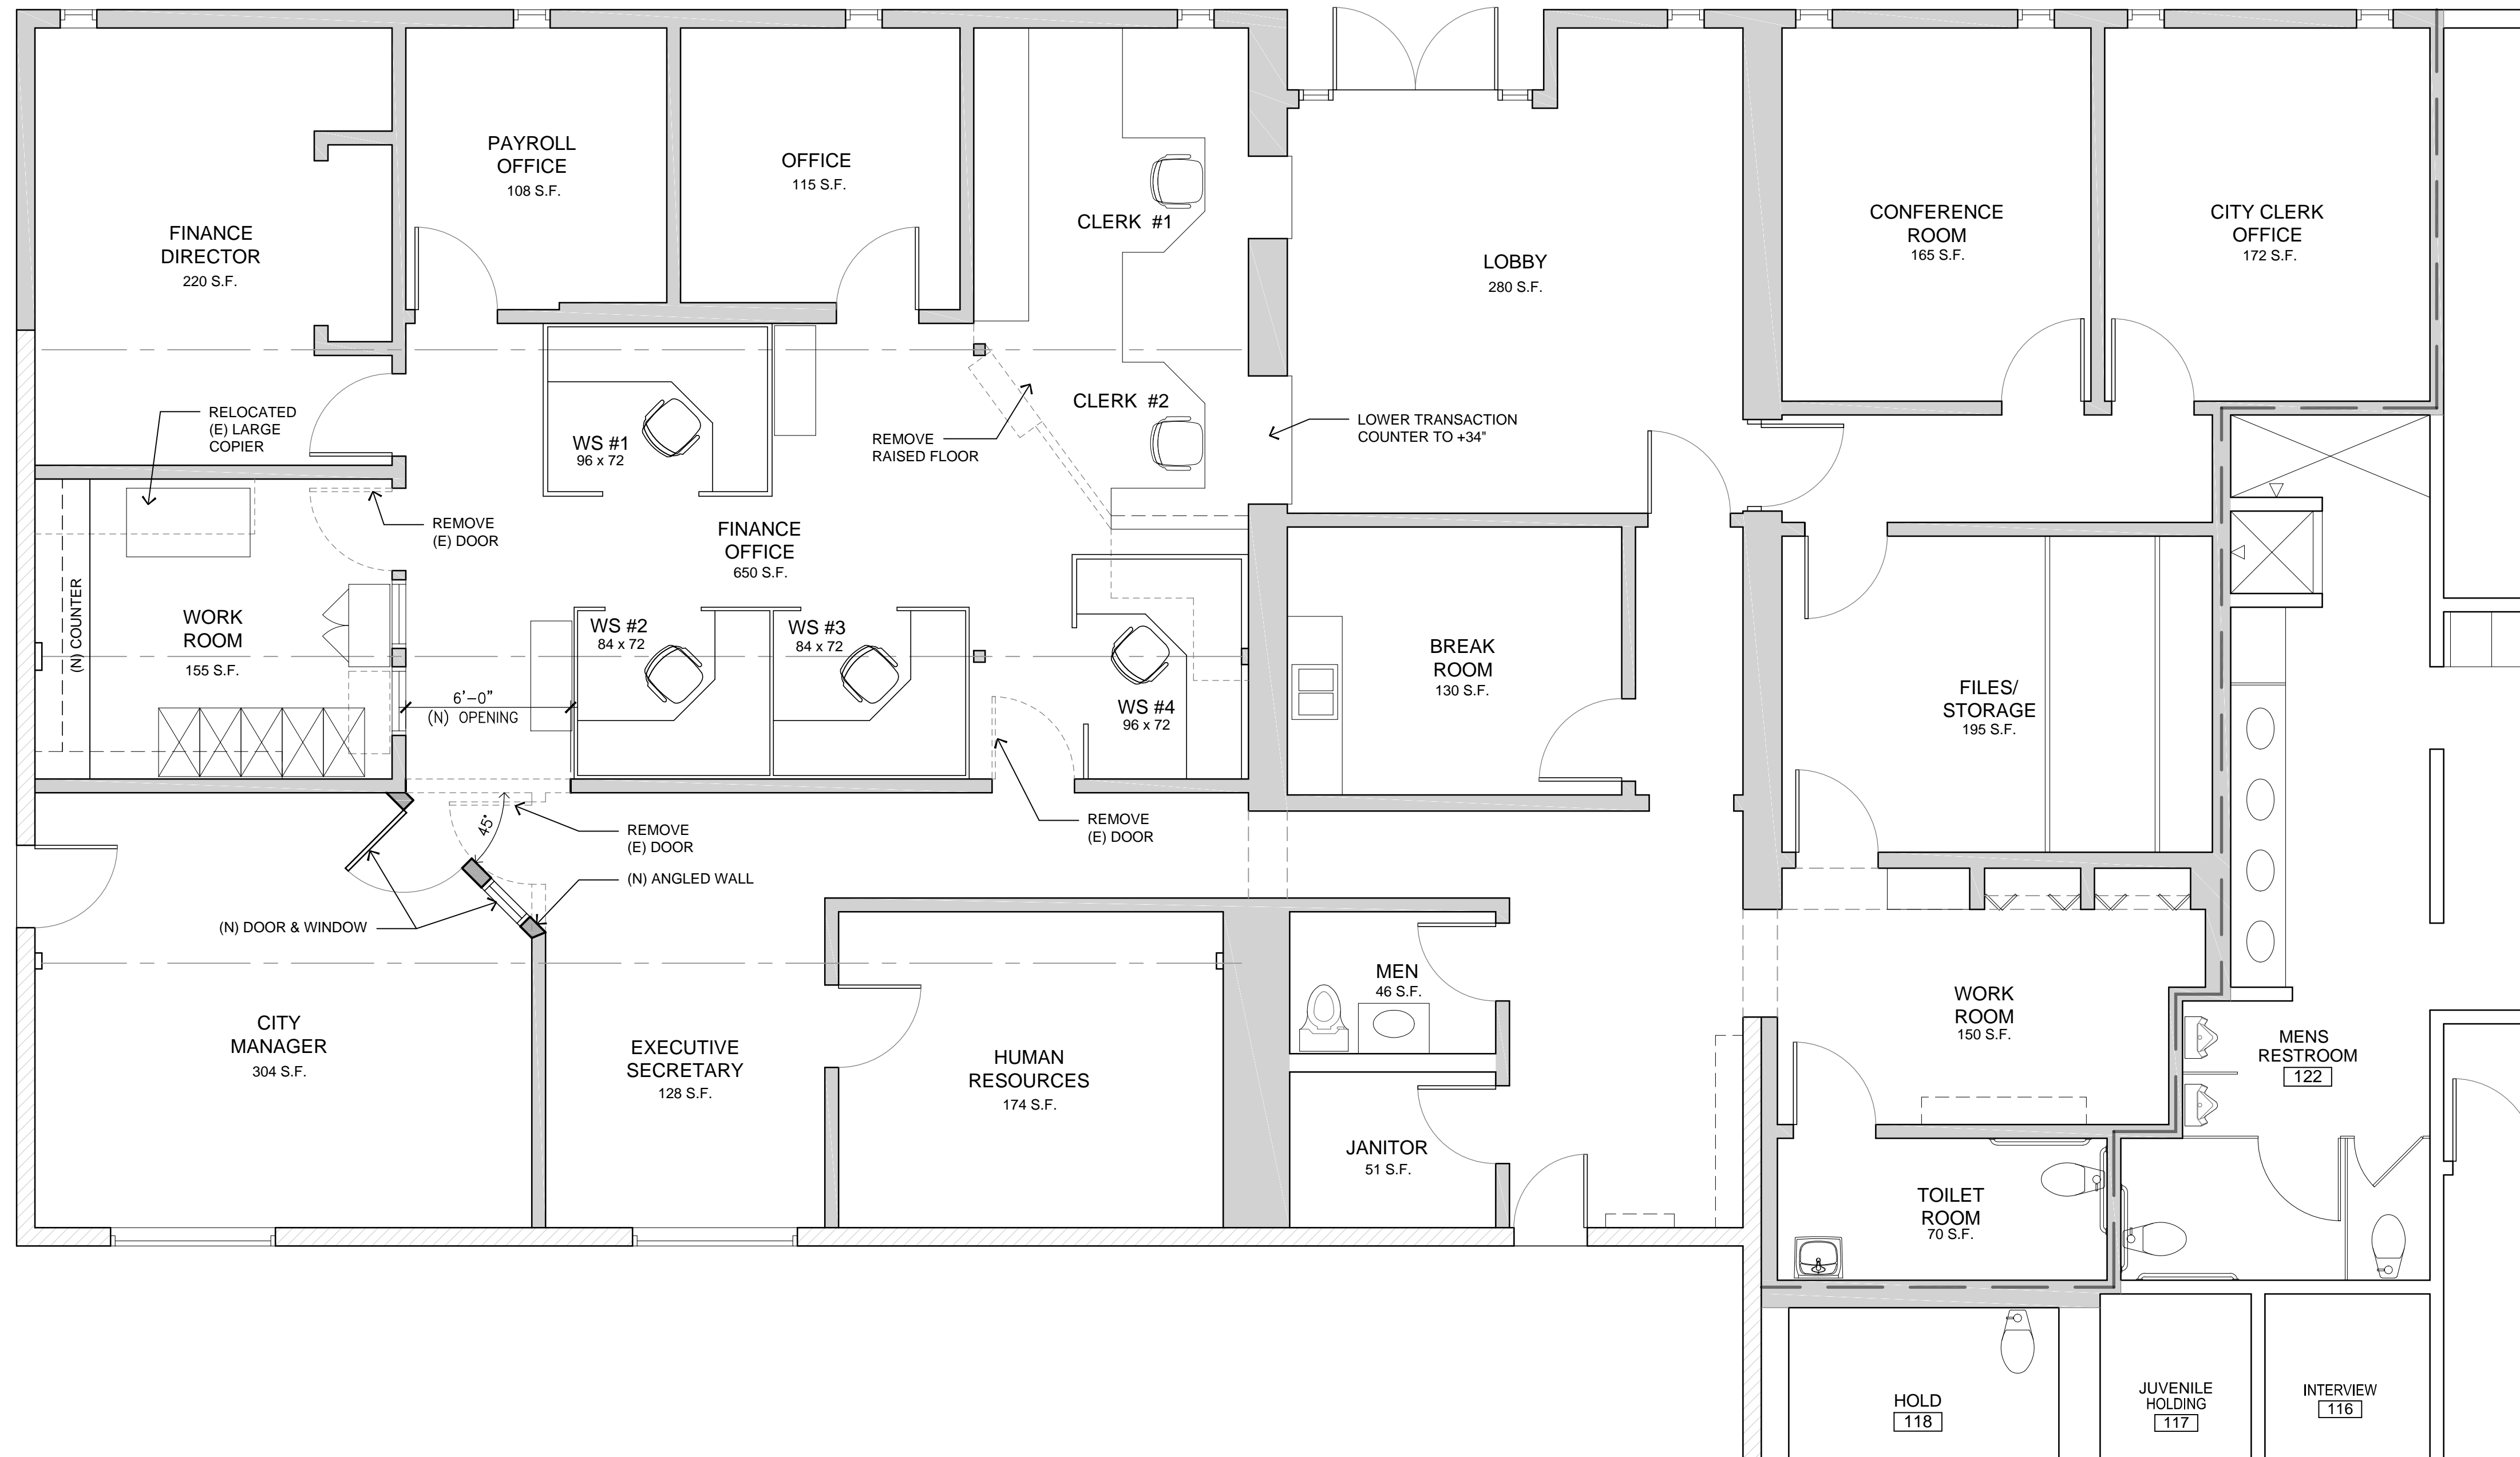 FINANCE
DIRECTOR
220 S.F.
PAYROLL
OFFICE
108 S.F.
OFFICE
115 S.F.
CLERK #1
CLERK #2
LOBBY
280 S.F.
CONFERENCE
ROOM
165 S.F.
CITY CLERK
OFFICE
172 S.F.
RELOCATED
(E) LARGE
COPIER
WS #1
96 x 72
REMOVE
RAISED FLOOR
LOWER TRANSACTION
COUNTER TO +34"
REMOVE
(E) DOOR
FINANCE
OFFICE
650 S.F.
(N) COUNTER
WORK
ROOM
155 S.F.
6'-0"
(N) OPENING
WS #2
84 x 72
WS #3
84 x 72
WS #4
96 x 72
BREAK
ROOM
130 S.F.
FILES/
STORAGE
195 S.F.
45°
REMOVE
(E) DOOR
REMOVE
(E) DOOR
(N) ANGLED WALL
(N) DOOR & WINDOW
CITY
MANAGER
304 S.F.
EXECUTIVE
SECRETARY
128 S.F.
HUMAN
RESOURCES
174 S.F.
MEN
46 S.F.
JANITOR
51 S.F.
WORK
ROOM
150 S.F.
MENS
RESTROOM
122
TOILET
ROOM
70 S.F.
HOLD
118
JUVENILE
HOLDING
117
INTERVIEW
116